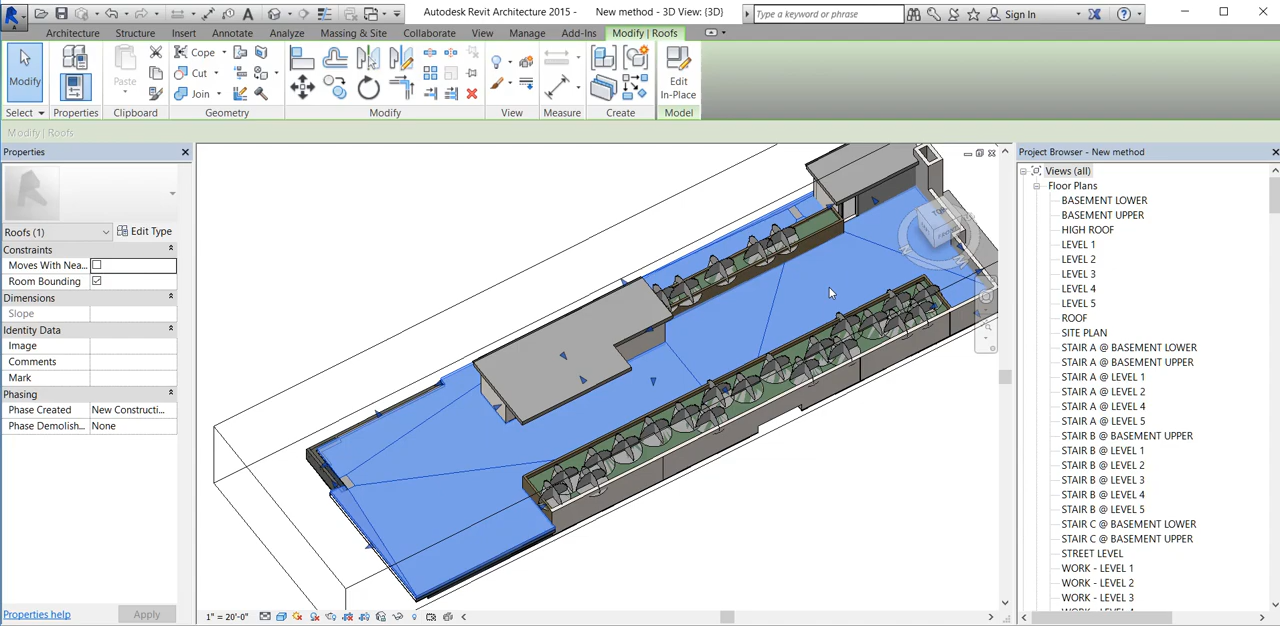 Autodesk Revit Architecture 2015 - New method - 3D View: {3D}
Type a keyword or phrase
Sign In
Architecture Structure Insert Annotate Analyze Massing & Site Collaborate View Manage Add-Ins Modify | Roofs
Modify
Paste
Cope
Cut
Join
Edit
In-Place
Select Properties Clipboard Geometry Modify View Measure Create Model
Modify | Roofs
Properties
Roofs (1)
Edit Type
Constraints
Moves With Nea...
Room Bounding
Dimensions
Slope
Identity Data
Image
Comments
Mark
Phasing
Phase Created New Constructi...
Phase Demolish... None
Properties help
Apply
TOP
1" = 20'-0"
Project Browser - New method
Views (all)
Floor Plans
BASEMENT LOWER
BASEMENT UPPER
HIGH ROOF
LEVEL 1
LEVEL 2
LEVEL 3
LEVEL 4
LEVEL 5
ROOF
SITE PLAN
STAIR A @ BASEMENT LOWER
STAIR A @ BASEMENT UPPER
STAIR A @ LEVEL 1
STAIR A @ LEVEL 2
STAIR A @ LEVEL 4
STAIR A @ LEVEL 5
STAIR B @ BASEMENT UPPER
STAIR B @ LEVEL 1
STAIR B @ LEVEL 2
STAIR B @ LEVEL 3
STAIR B @ LEVEL 4
STAIR B @ LEVEL 5
STAIR C @ BASEMENT LOWER
STAIR C @ BASEMENT UPPER
STREET LEVEL
WORK - LEVEL 1
WORK - LEVEL 2
WORK - LEVEL 3